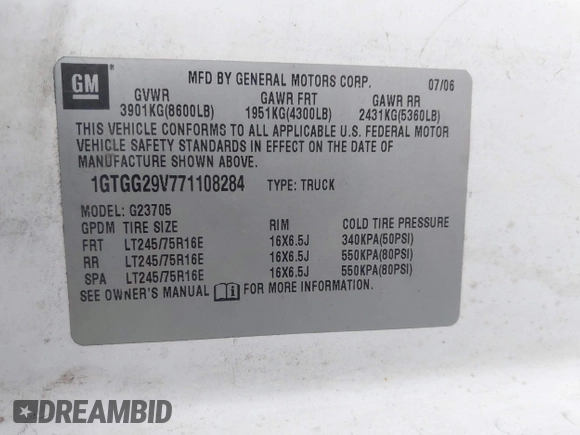 GM
MFD BY GENERAL MOTORS CORP. 07/06
GVWR GAWR FRT GAWR RR
3901KG(8600LB) 1951KG(4300LB) 2431KG(5360LB)
THIS VEHICLE CONFORMS TO ALL APPLICABLE U.S. FEDERAL MOTOR
VEHICLE SAFETY STANDARDS IN EFFECT ON THE DATE OF
MANUFACTURE SHOWN ABOVE.
1GTGG29V771108284 TYPE: TRUCK
MODEL: G23705
GPDM TIRE SIZE RIM COLD TIRE PRESSURE
FRT LT245/75R16E 16X6.5J 340KPA(50PSI)
RR LT245/75R16E 16X6.5J 550KPA(80PSI)
SPA LT245/75R16E 16X6.5J 550KPA(80PSI)
SEE OWNER'S MANUAL FOR MORE INFORMATION.
DREAMBID